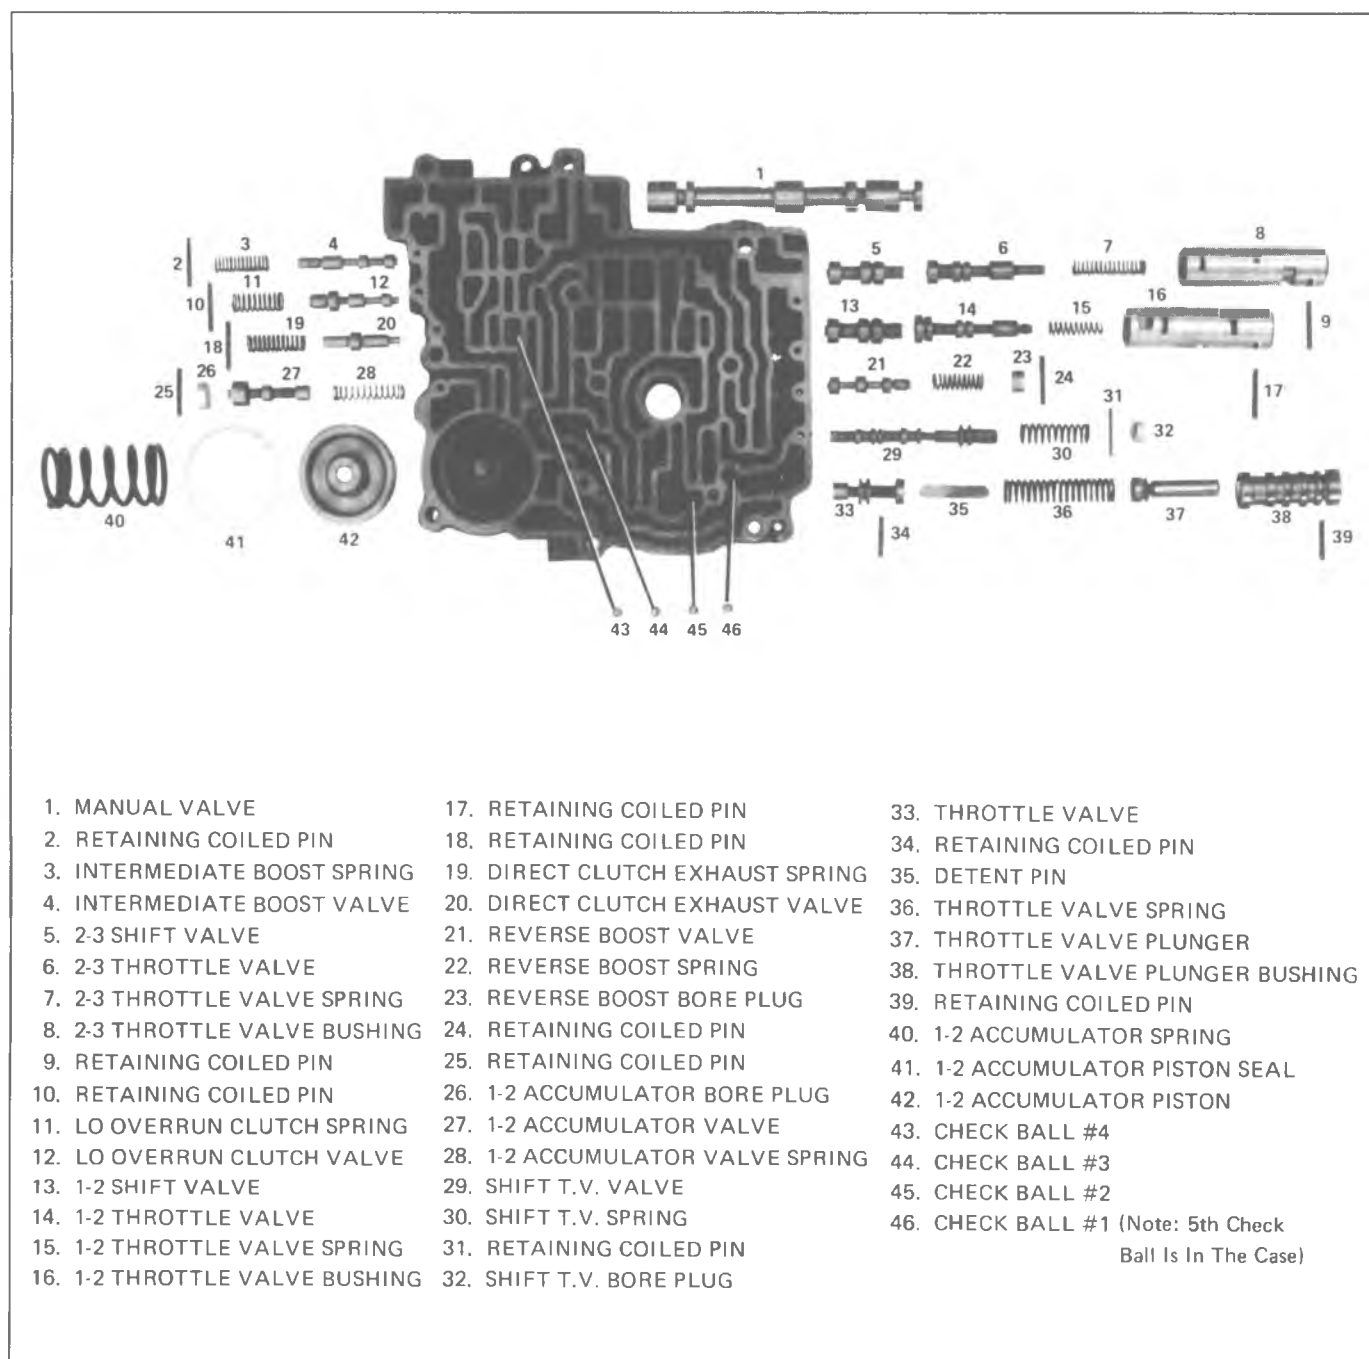 1
2
3
4
5
6
7
8
10
11
12
13
14
15
16
9
18
19
20
21
22
23
24
17
25
26
27
28
29
30
31
32
33
34
35
36
37
38
39
40
41
42
43
44
45
46
1. MANUAL VALVE
2. RETAINING COILED PIN
3. INTERMEDIATE BOOST SPRING
4. INTERMEDIATE BOOST VALVE
5. 2-3 SHIFT VALVE
6. 2-3 THROTTLE VALVE
7. 2-3 THROTTLE VALVE SPRING
8. 2-3 THROTTLE VALVE BUSHING
9. RETAINING COILED PIN
10. RETAINING COILED PIN
11. LO OVERRUN CLUTCH SPRING
12. LO OVERRUN CLUTCH VALVE
13. 1-2 SHIFT VALVE
14. 1-2 THROTTLE VALVE
15. 1-2 THROTTLE VALVE SPRING
16. 1-2 THROTTLE VALVE BUSHING
17. RETAINING COILED PIN
18. RETAINING COILED PIN
19. DIRECT CLUTCH EXHAUST SPRING
20. DIRECT CLUTCH EXHAUST VALVE
21. REVERSE BOOST VALVE
22. REVERSE BOOST SPRING
23. REVERSE BOOST BORE PLUG
24. RETAINING COILED PIN
25. RETAINING COILED PIN
26. 1-2 ACCUMULATOR BORE PLUG
27. 1-2 ACCUMULATOR VALVE
28. 1-2 ACCUMULATOR VALVE SPRING
29. SHIFT T.V. VALVE
30. SHIFT T.V. SPRING
31. RETAINING COILED PIN
32. SHIFT T.V. BORE PLUG
33. THROTTLE VALVE
34. RETAINING COILED PIN
35. DETENT PIN
36. THROTTLE VALVE SPRING
37. THROTTLE VALVE PLUNGER
38. THROTTLE VALVE PLUNGER BUSHING
39. RETAINING COILED PIN
40. 1-2 ACCUMULATOR SPRING
41. 1-2 ACCUMULATOR PISTON SEAL
42. 1-2 ACCUMULATOR PISTON
43. CHECK BALL #4
44. CHECK BALL #3
45. CHECK BALL #2
46. CHECK BALL #1 (Note: 5th Check
Ball Is In The Case)